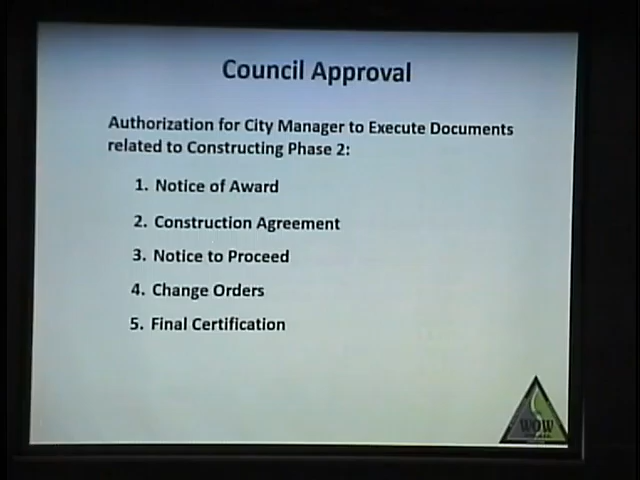 Council Approval
Authorization for City Manager to Execute Documents
related to Constructing Phase 2:
1. Notice of Award
2. Construction Agreement
3. Notice to Proceed
4. Change Orders
5. Final Certification
WOW